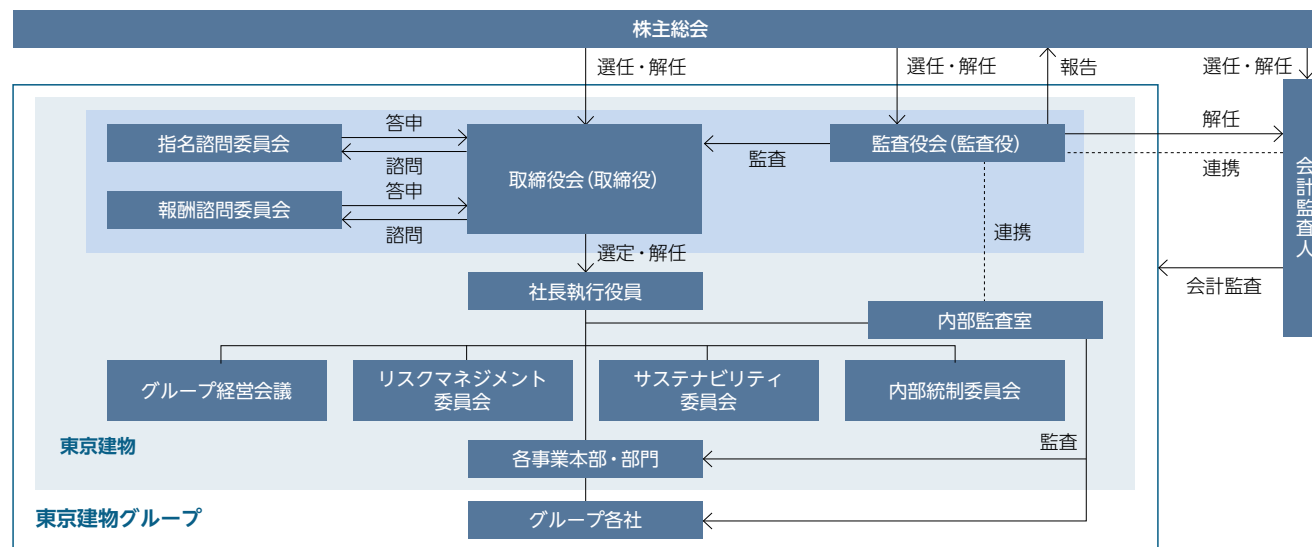 株主総会
選任・解任
選任・解任
報告
選任・解任
指名諮問委員会
答申
諮問
取締役会(取締役)
監査
監査役会(監査役)
解任
連携
会計監査人
報酬諮問委員会
答申
諮問
選定・解任
連携
会計監査
社長執行役員
内部監査室
グループ経営会議
リスクマネジメント
委員会
サステナビリティ
委員会
内部統制委員会
東京建物
各事業本部・部門
監査
東京建物グループ
グループ各社